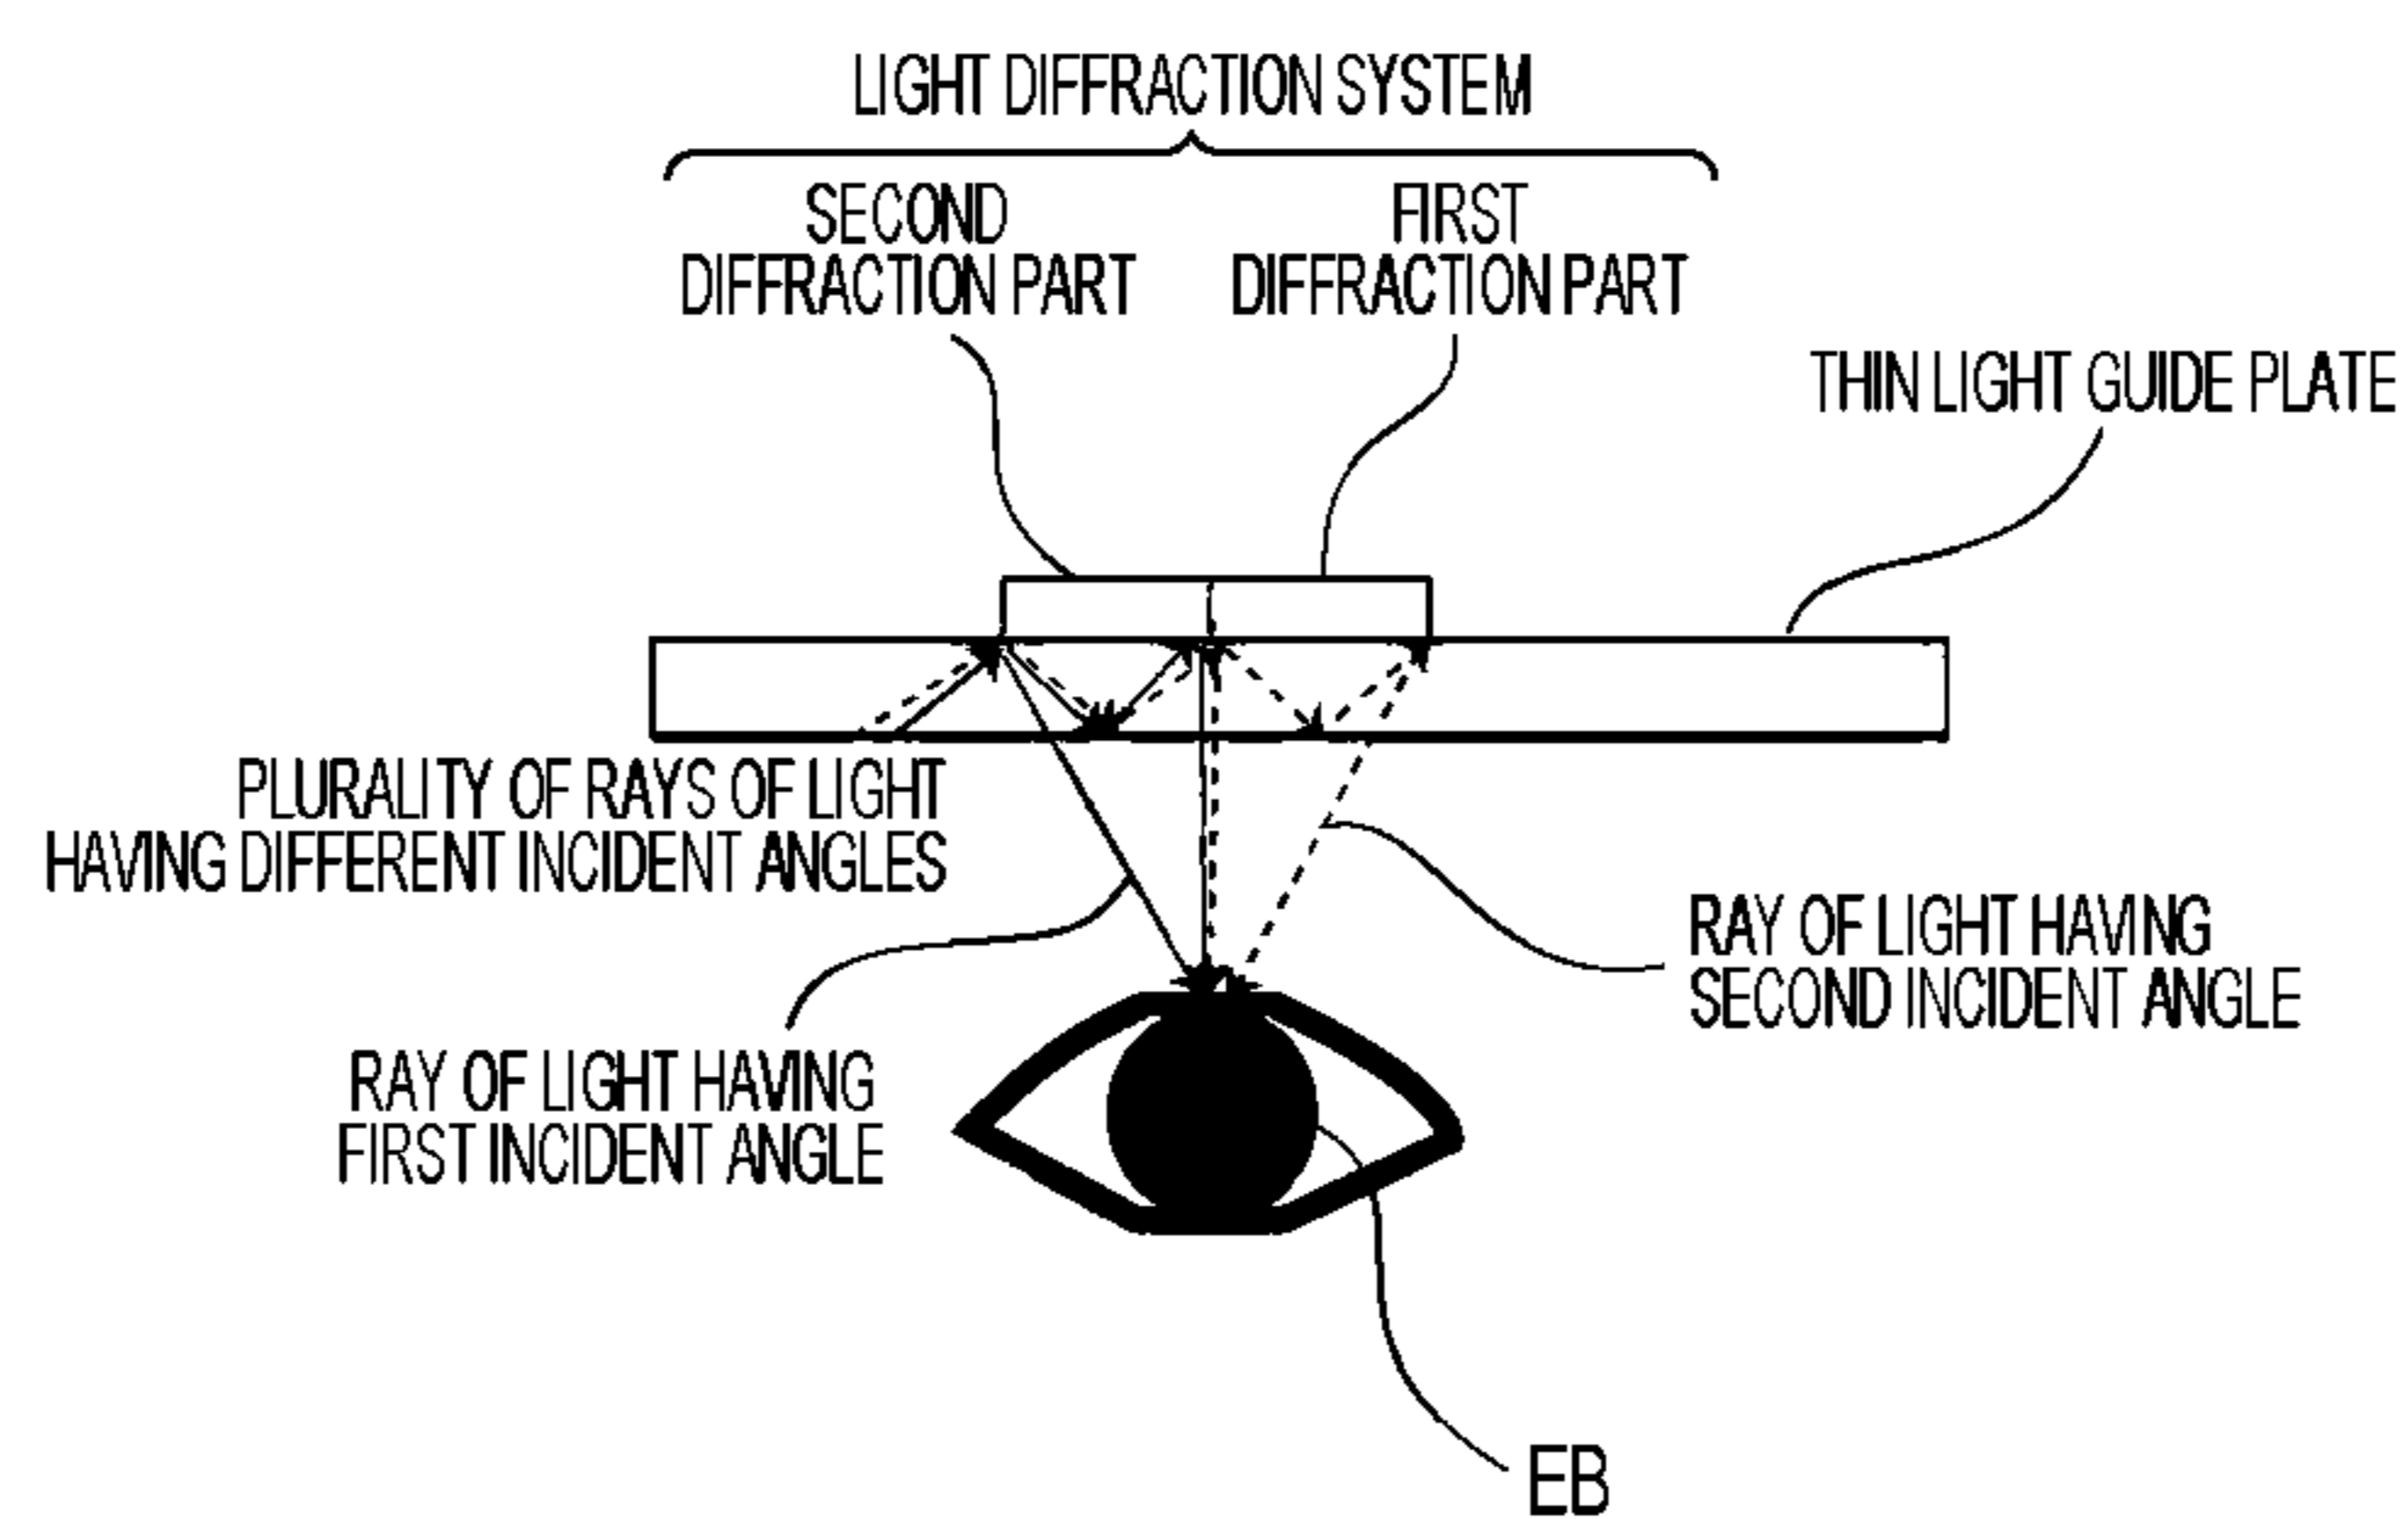 LIGHT DIFFRACTION SYSTEM
SECOND
DIFFRACTION PART
FIRST
DIFFRACTION PART
THIN LIGHT GUIDE PLATE
PLURALITY OF RAYS OF LIGHT
HAVING DIFFERENT INCIDENT ANGLES
RAY OF LIGHT HAVING
SECOND INCIDENT ANGLE
RAY OF LIGHT HAVING
FIRST INCIDENT ANGLE
EB